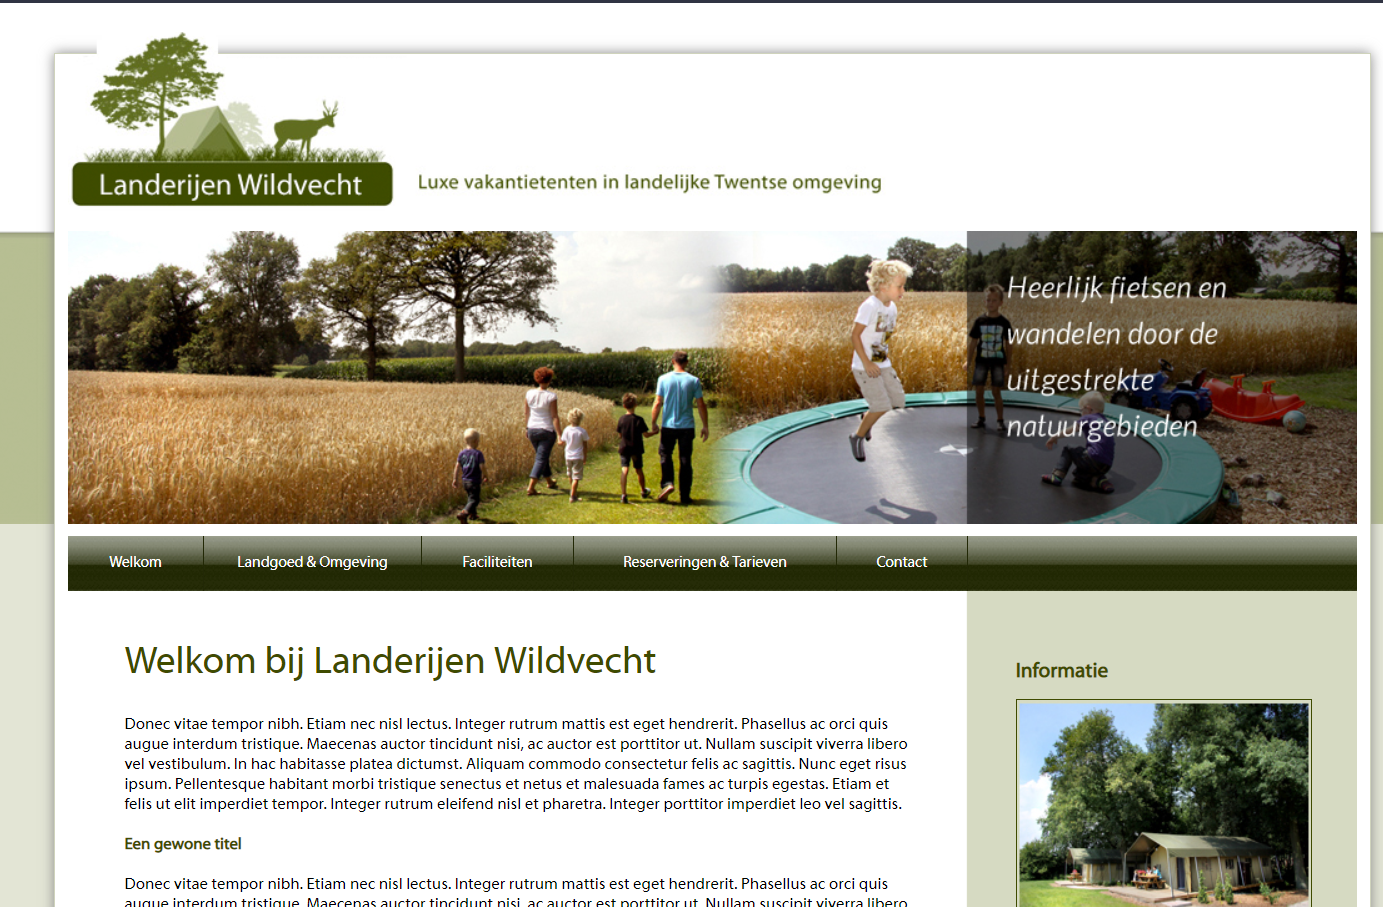 Landerijen Wildvecht
Luxe vakantietenten in landelijke Twentse omgeving
Heerlijk fietsen en
wandelen door de
uitgestrekte
natuurgebieden
Welkom
Landgoed & Omgeving
Faciliteiten
Reserveringen & Tarieven
Contact
Welkom bij Landerijen Wildvecht
Donec vitae tempor nibh. Etiam nec nisl lectus. Integer rutrum mattis est eget hendrerit. Phasellus ac orci quis
augue interdum tristique. Maecenas auctor tincidunt nisi, ac auctor est porttitor ut. Nullam suscipit viverra libero
vel vestibulum. In hac habitasse platea dictumst. Aliquam commodo consectetur felis ac sagittis. Nunc eget risus
ipsum. Pellentesque habitant morbi tristique senectus et netus et malesuada fames ac turpis egestas. Etiam et
felis ut elit imperdiet tempor. Integer rutrum eleifend nisl et pharetra. Integer porttitor imperdiet leo vel sagittis.
Een gewone titel
Donec vitae tempor nibh. Etiam nec nisl lectus. Integer rutrum mattis est eget hendrerit. Phasellus ac orci quis
augue interdum tristique. Maecenas auctor tincidunt nisi, ac auctor est porttitor ut. Nullam suscipit viverra libero
Informatie